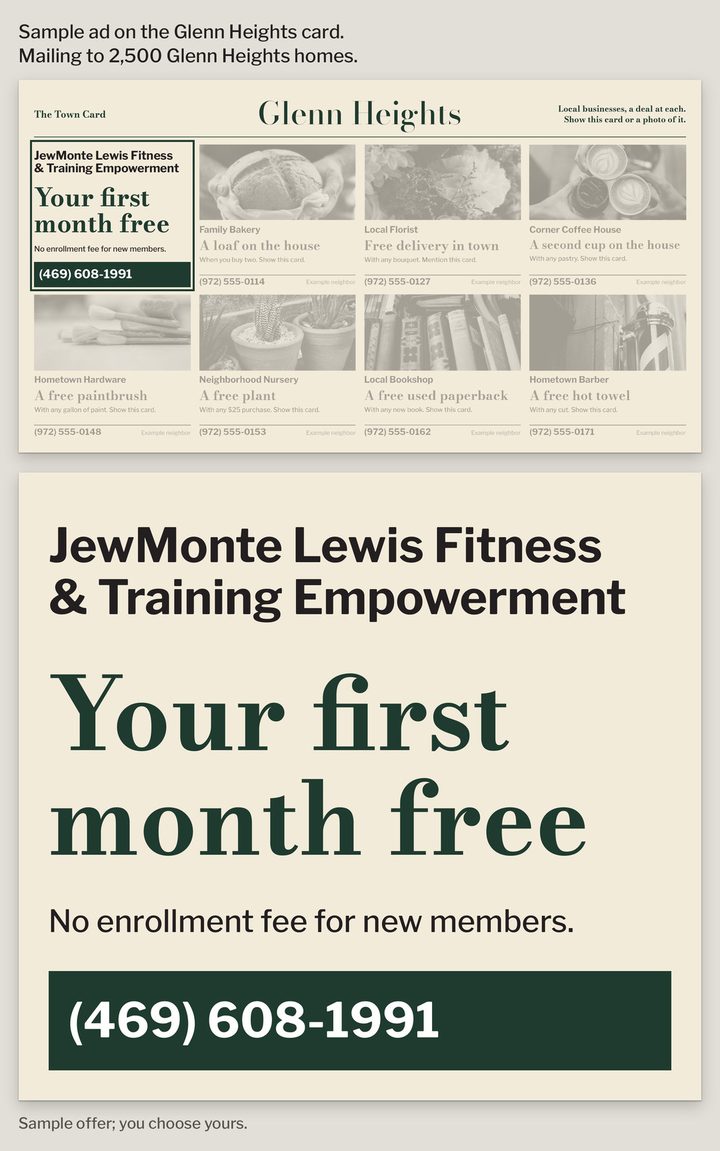 Sample ad on the Glenn Heights card.
Mailing to 2,500 Glenn Heights homes.
The Town Card
Glenn Heights
Local businesses, a deal at each.
Show this card or a photo of it.
JewMonte Lewis Fitness
& Training Empowerment
Your first
month free
No enrollment fee for new members.
(469) 608-1991
Family Bakery
A loaf on the house
When you buy two. Show this card.
(972) 555-0114
Example neighbor
Local Florist
Free delivery in town
With any bouquet. Mention this card.
(972) 555-0127
Example neighbor
Corner Coffee House
A second cup on the house
With any pastry. Show this card.
(972) 555-0136
Example neighbor
Hometown Hardware
A free paintbrush
With any gallon of paint. Show this card.
(972) 555-0148
Example neighbor
Neighborhood Nursery
A free plant
With any $25 purchase. Show this card.
(972) 555-0153
Example neighbor
Local Bookshop
A free used paperback
With any new book. Show this card.
(972) 555-0162
Example neighbor
Hometown Barber
A free hot towel
With any cut. Show this card.
(972) 555-0171
Example neighbor
JewMonte Lewis Fitness
& Training Empowerment
Your first
month free
No enrollment fee for new members.
(469) 608-1991
Sample offer; you choose yours.